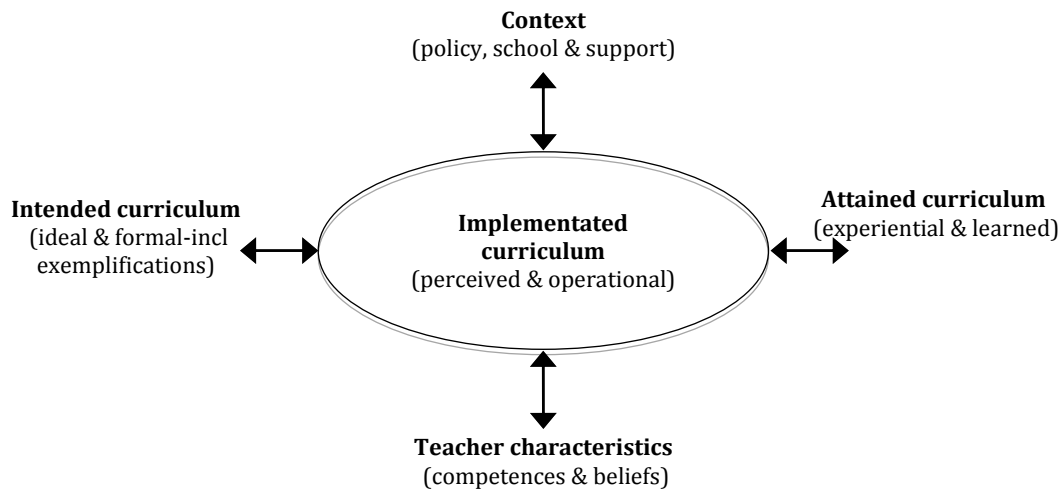 Context
(policy, school & support)
Intended curriculum
(ideal & formal-incl
exemplifications)
Implementated
curriculum
(perceived & operational)
Attained curriculum
(experiential & learned)
Teacher characteristics
(competences & beliefs)